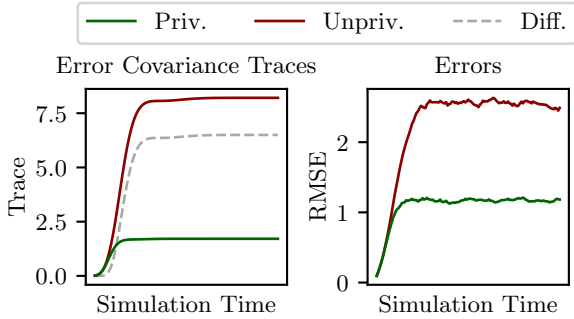 Priv. Unpriv. Diff.
Error Covariance Traces
Errors
Trace
7.5
5.0
2.5
0.0
Simulation Time
RMSE
2
1
0
Simulation Time